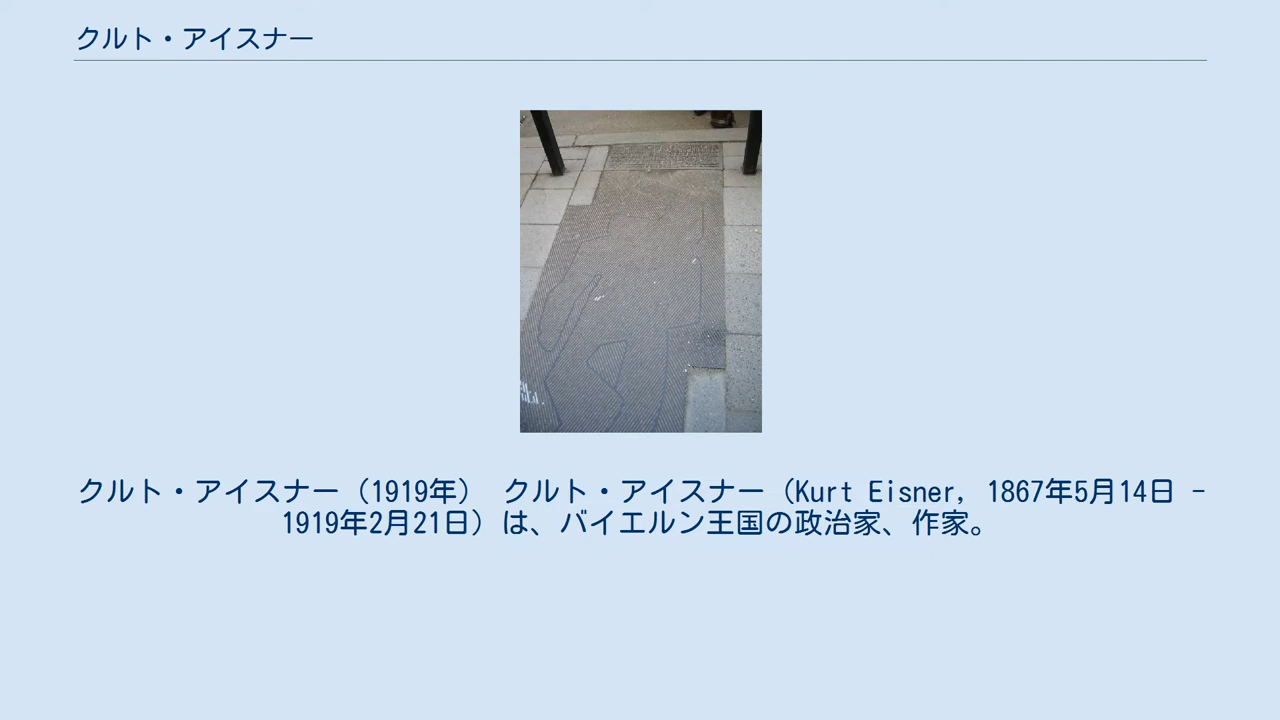 クルト・アイスナー
クルト・アイスナー（1919年） クルト・アイスナー（Kurt Eisner, 1867年5月14日 -
1919年2月21日）は、バイエルン王国の政治家、作家。